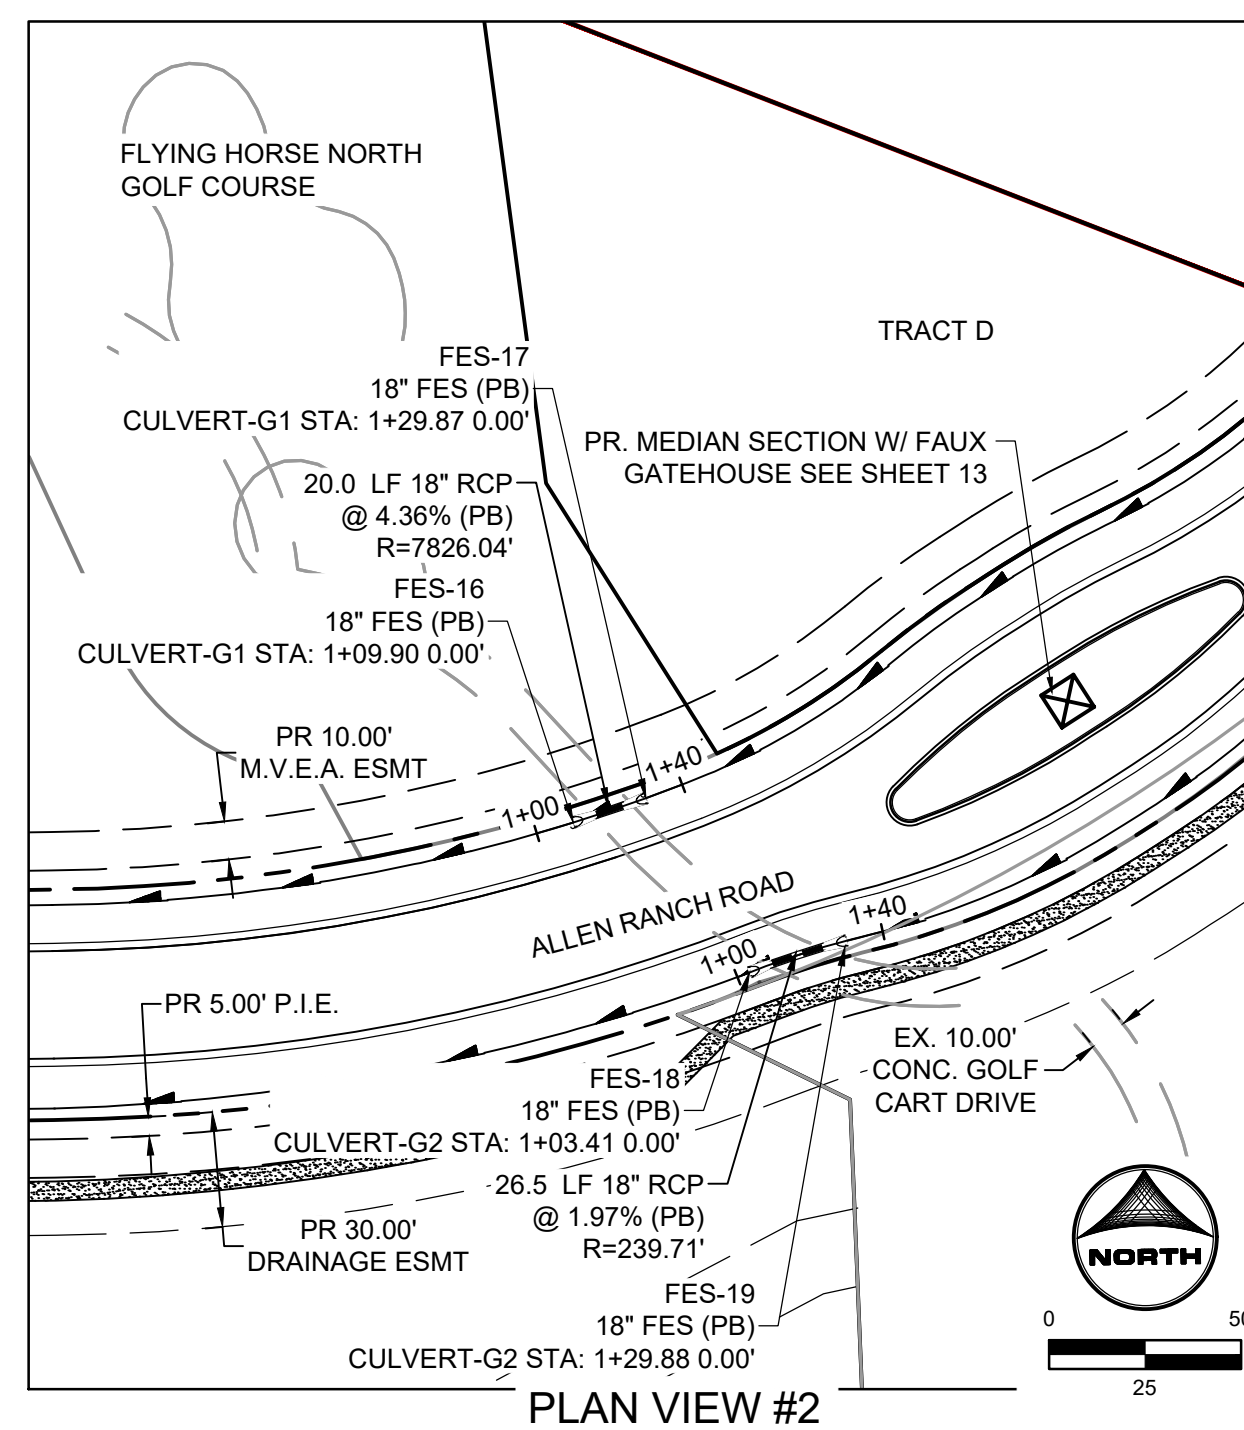 FLYING HORSE NORTH
GOLF COURSE
TRACT D
FES-17
18" FES (PB)
CULVERT-G1 STA: 1+29.87 0.00'
PR. MEDIAN SECTION W/ FAUX
GATEHOUSE SEE SHEET 13
20.0 LF 18" RCP
@ 4.36% (PB)
R=7826.04'
FES-16
18" FES (PB)
CULVERT-G1 STA: 1+09.90 0.00'
PR 10.00'
M.V.E.A. ESMT
1+00
1+40
ALLEN RANCH ROAD
1+00
1+40
PR 5.00' P.I.E.
EX. 10.00'
CONC. GOLF
CART DRIVE
FES-18
18" FES (PB)
CULVERT-G2 STA: 1+03.41 0.00'
26.5 LF 18" RCP
@ 1.97% (PB)
R=239.71'
PR 30.00'
DRAINAGE ESMT
FES-19
18" FES (PB)
CULVERT-G2 STA: 1+29.88 0.00'
NORTH
0
25
PLAN VIEW #2